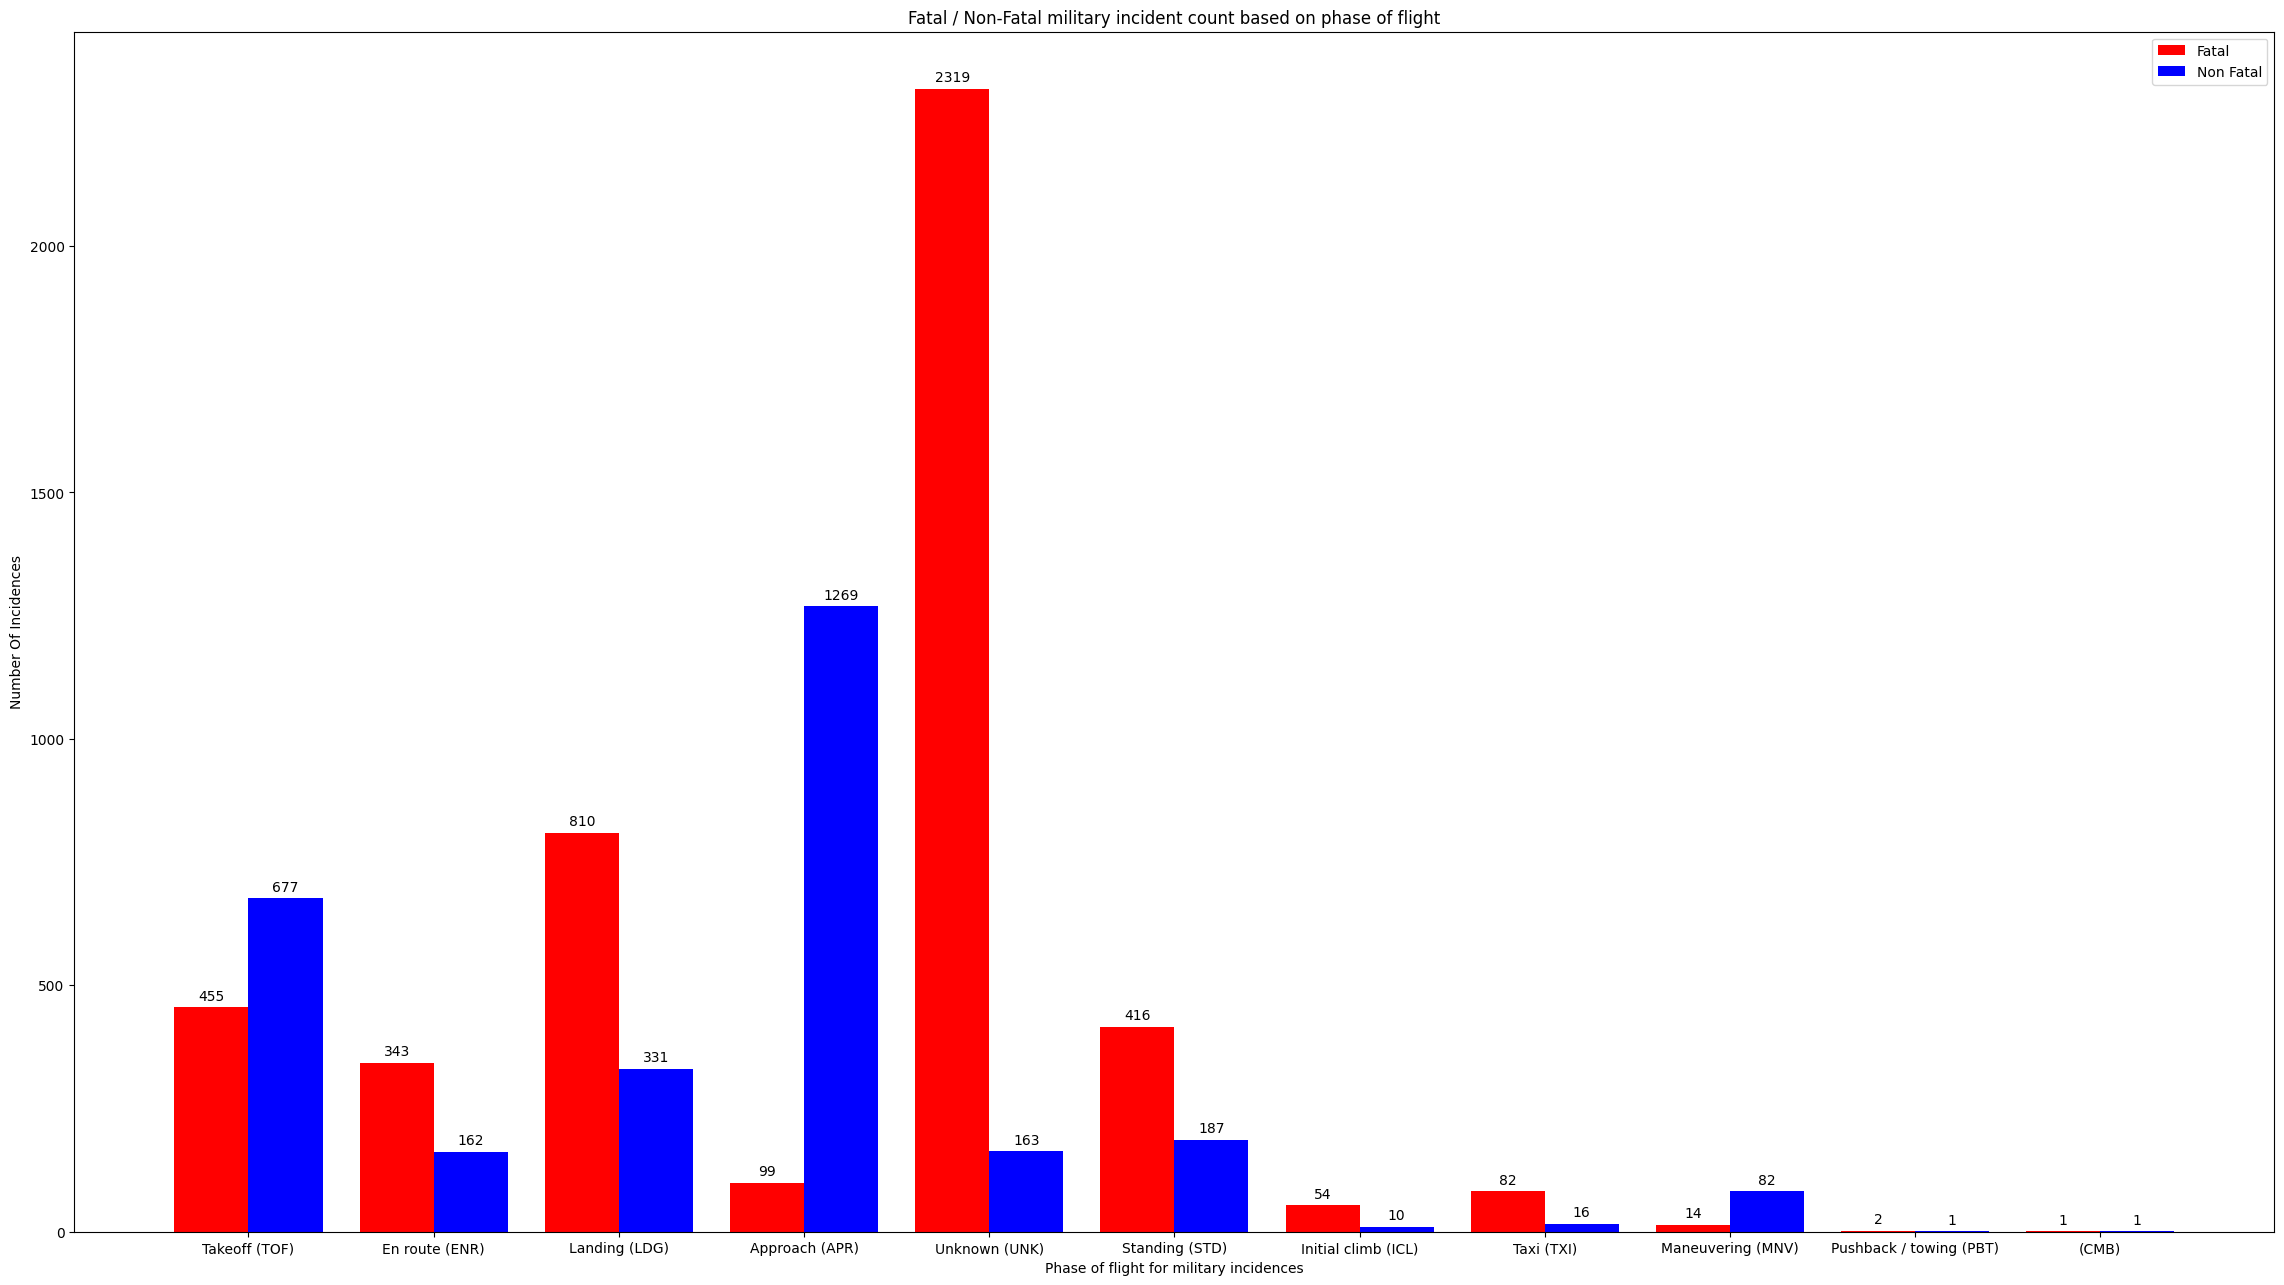 Fatal / Non-Fatal military incident count based on phase of flight
Fatal
Non Fatal
Number Of Incidences
2000
1500
1000
500
0
455
677
343
162
810
331
99
1269
2319
163
416
187
54
10
82
16
14
82
2
1
1
1
Takeoff (TOF)
En route (ENR)
Landing (LDG)
Approach (APR)
Unknown (UNK)
Standing (STD)
Initial climb (ICL)
Taxi (TXI)
Maneuvering (MNV)
Pushback / towing (PBT)
(CMB)
Phase of flight for military incidences